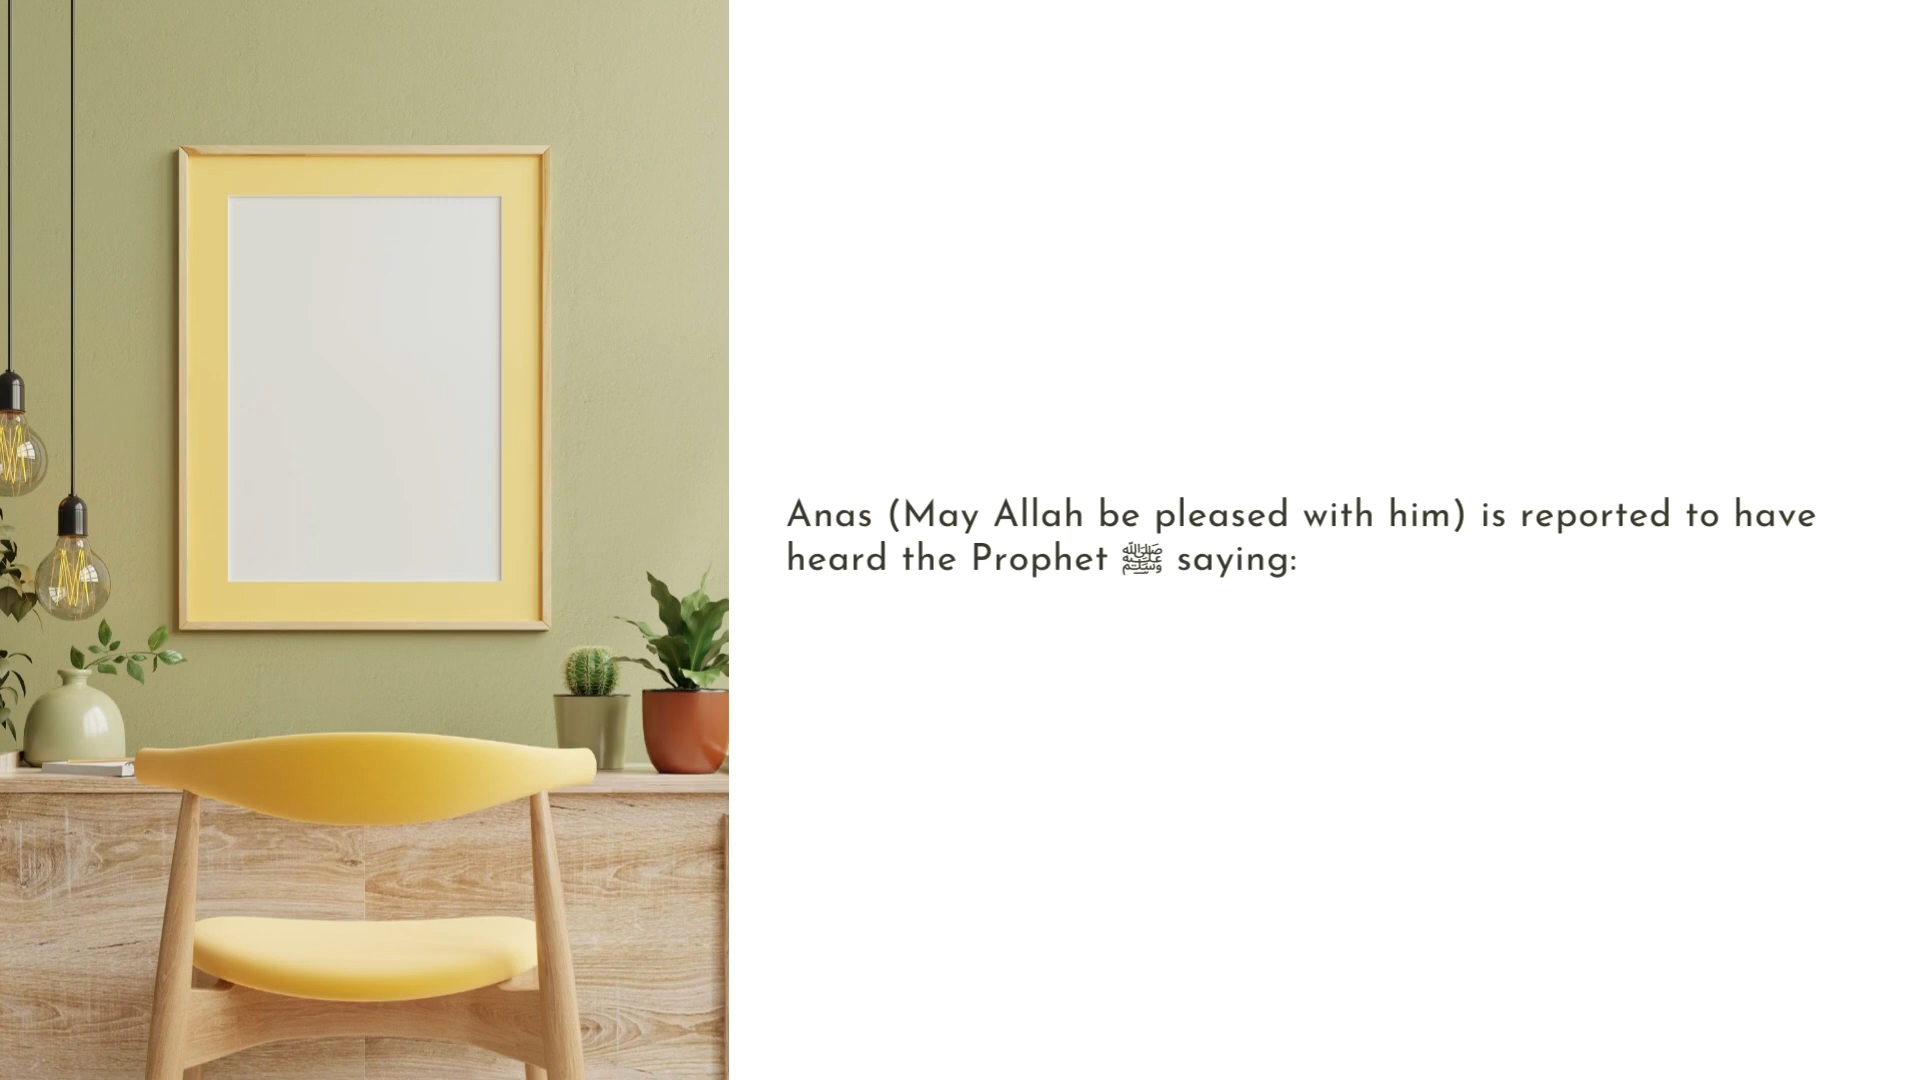 Anas (May Allah be pleased with him) is reported to have
heard the Prophet ﷺ saying: